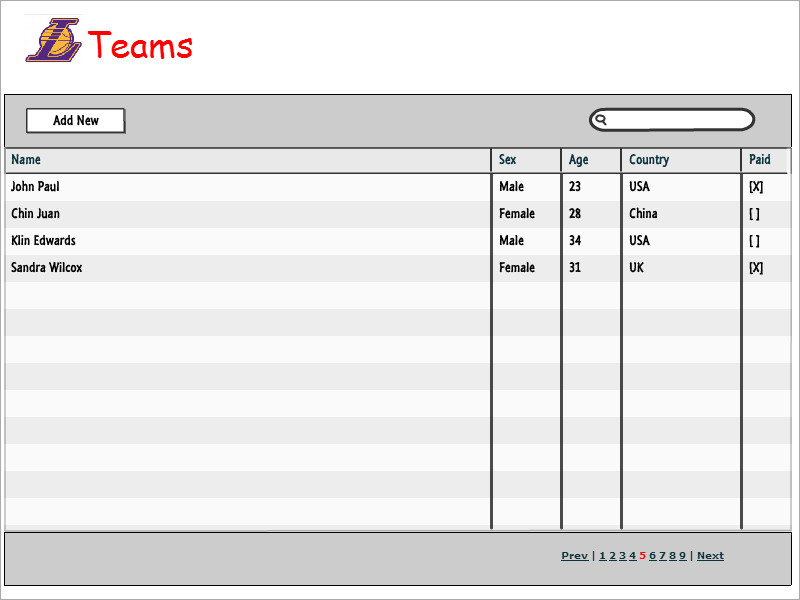 L Teams
Add New
Name Sex Age Country Paid
John Paul Male 23 USA [X]
Chin Juan Female 28 China [ ]
Klin Edwards Male 34 USA [ ]
Sandra Wilcox Female 31 UK [X]
Prev | 1 2 3 4 5 6 7 8 9 | Next